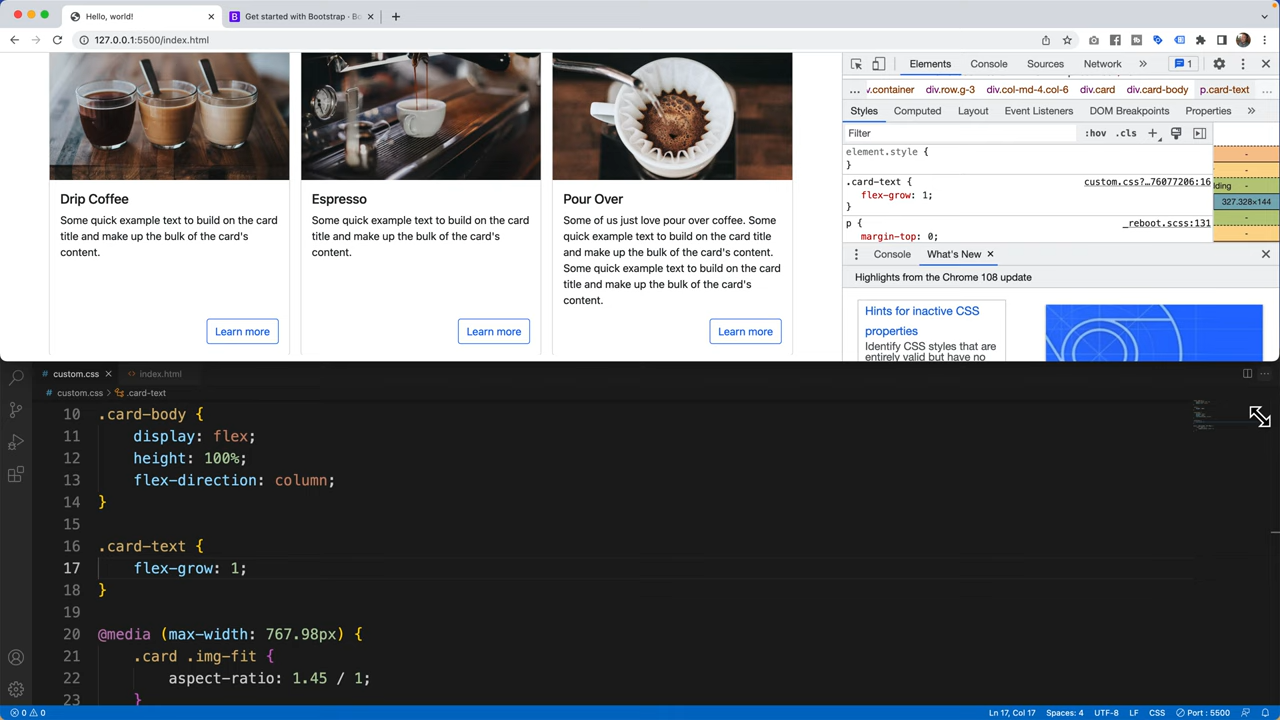 Hello, world!
Get started with Bootstrap · Bo
127.0.0.1:5500/index.html
Drip Coffee
Some quick example text to build on the card
title and make up the bulk of the card's
content.
Learn more
Espresso
Some quick example text to build on the card
title and make up the bulk of the card's
content.
Learn more
Pour Over
Some of us just love pour over coffee. Some
quick example text to build on the card title
and make up the bulk of the card's content.
Some quick example text to build on the card
title and make up the bulk of the card's
content.
Learn more
Elements Console Sources Network » 1
... v.container div.row.g-3 div.col-md-4.col-6 div.card div.card-body p.card-text ...
Styles Computed Layout Event Listeners DOM Breakpoints Properties »
Filter :hov .cls +
element.style {
}
.card-text { custom.css?…76077206:16
flex-grow: 1;
}
p { _reboot.scss:131
margin-top: 0;
-
-
lding -
327.328×144
-
-
Console What's New
Highlights from the Chrome 108 update
Hints for inactive CSS
properties
Identify CSS styles that are
entirely valid but have no
# custom.css <> index.html
# custom.css > .card-text
10 .card-body {
11 display: flex;
12 height: 100%;
13 flex-direction: column;
14 }
15
16 .card-text {
17 flex-grow: 1;
18 }
19
20 @media (max-width: 767.98px) {
21 .card .img-fit {
22 aspect-ratio: 1.45 / 1;
23 }
0 0 Ln 17, Col 17 Spaces: 4 UTF-8 LF CSS Port : 5500